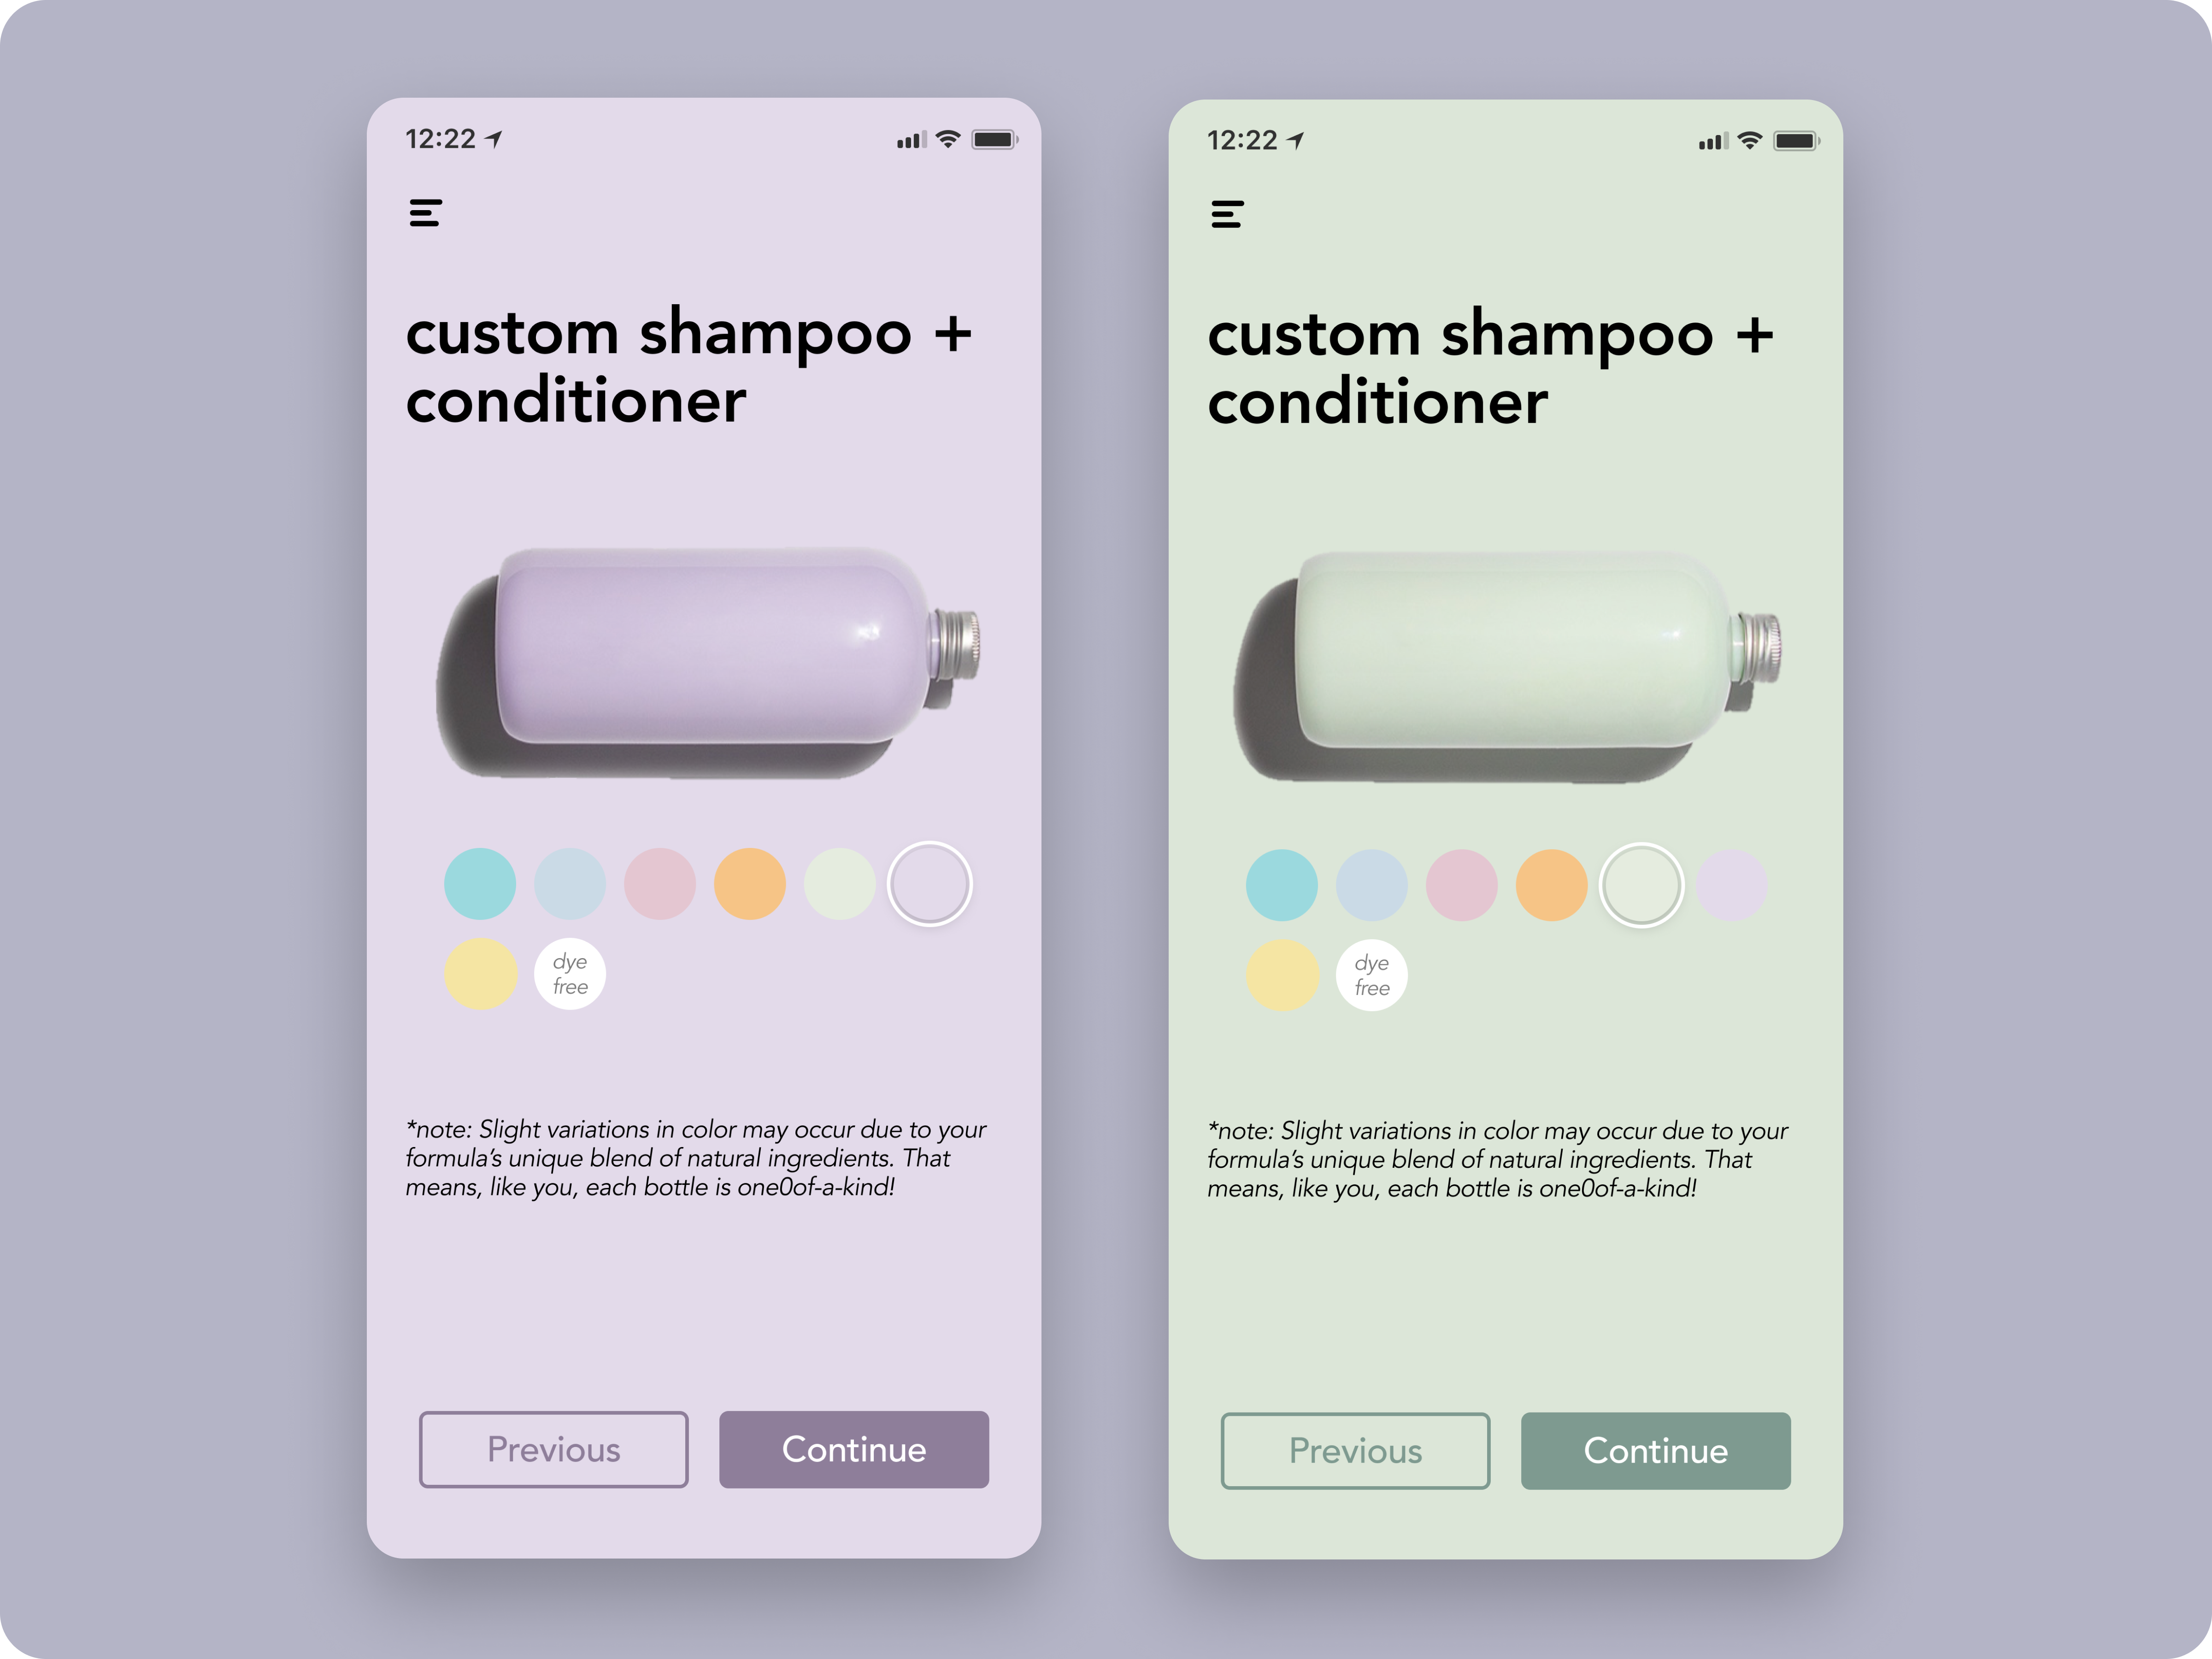 12:22
custom shampoo +
conditioner
dye
free
*note: Slight variations in color may occur due to your
formula’s unique blend of natural ingredients. That
means, like you, each bottle is one0of-a-kind!
Previous
Continue
12:22
custom shampoo +
conditioner
dye
free
*note: Slight variations in color may occur due to your
formula’s unique blend of natural ingredients. That
means, like you, each bottle is one0of-a-kind!
Previous
Continue